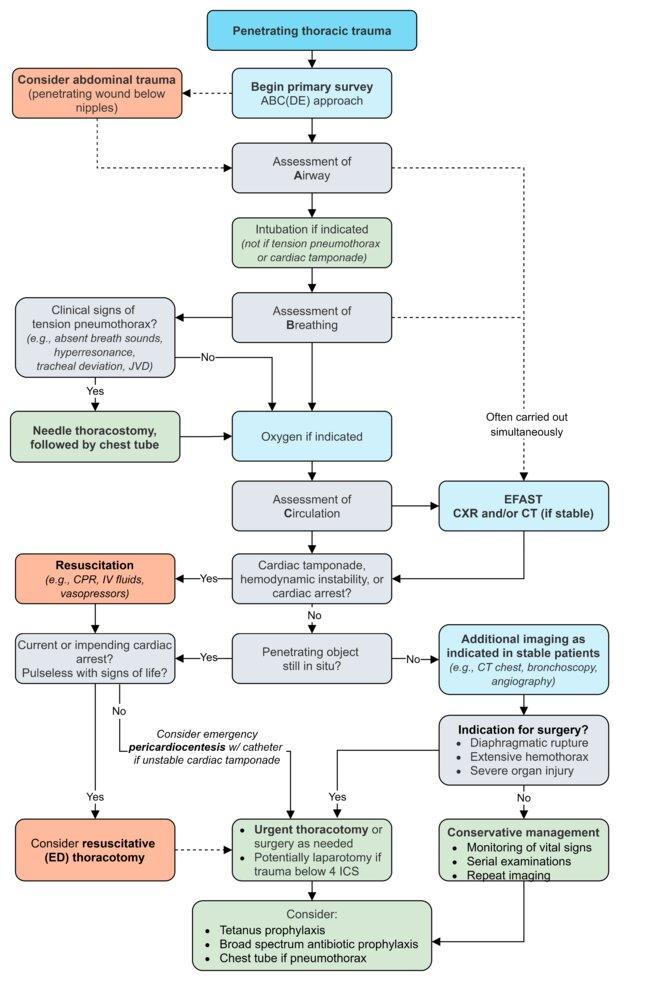 Penetrating thoracic trauma
Consider abdominal trauma
(penetrating wound below
nipples)
Begin primary survey
ABC(DE) approach
Assessment of
Airway
Intubation if indicated
(not if tension pneumothorax
or cardiac tamponade)
Clinical signs of
tension pneumothorax?
(e.g., absent breath sounds,
hyperresonance,
tracheal deviation, JVD)
Assessment of
Breathing
No
Yes
Often carried out
simultaneously
Needle thoracostomy,
followed by chest tube
Oxygen if indicated
Assessment of
Circulation
EFAST
CXR and/or CT (if stable)
Resuscitation
(e.g., CPR, IV fluids,
vasopressors)
Yes
Cardiac tamponade,
hemodynamic instability, or
cardiac arrest?
No
Current or impending cardiac
arrest?
Pulseless with signs of life?
Yes
Penetrating object
still in situ?
No
Additional imaging as
indicated in stable patients
(e.g., CT chest, bronchoscopy,
angiography)
No
Consider emergency
pericardiocentesis w/ catheter
if unstable cardiac tamponade
Indication for surgery?
• Diaphragmatic rupture
• Extensive hemothorax
• Severe organ injury
Yes
Yes
No
Consider resuscitative
(ED) thoracotomy
• Urgent thoracotomy or
surgery as needed
• Potentially laparotomy if
trauma below 4 ICS
Conservative management
• Monitoring of vital signs
• Serial examinations
• Repeat imaging
Consider:
• Tetanus prophylaxis
• Broad spectrum antibiotic prophylaxis
• Chest tube if pneumothorax